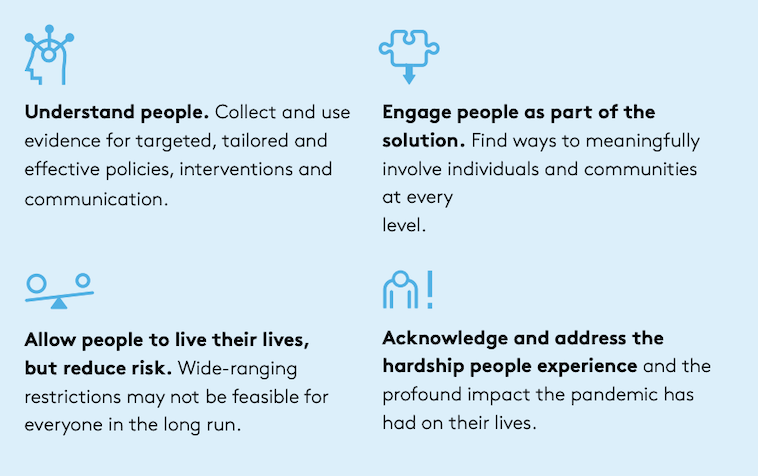 Understand people. Collect and use
evidence for targeted, tailored and
effective policies, interventions and
communication.
Engage people as part of the
solution. Find ways to meaningfully
involve individuals and communities
at every
level.
Allow people to live their lives,
but reduce risk. Wide-ranging
restrictions may not be feasible for
everyone in the long run.
Acknowledge and address the
hardship people experience and the
profound impact the pandemic has
had on their lives.